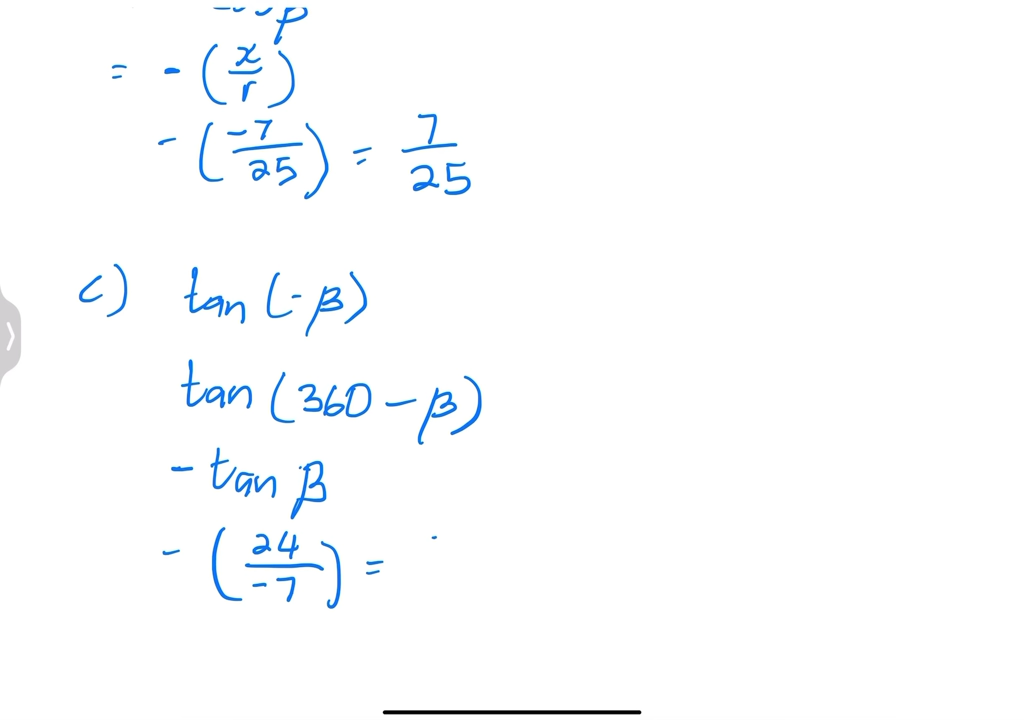 β
= - (x/r)
- (-7/25) = 7/25
c) tan (-β)
tan (360 - β)
- tan β
- (24/-7) =